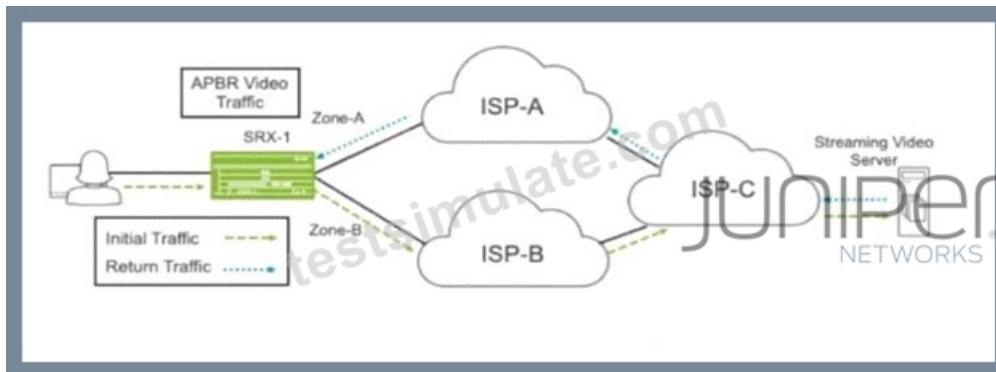 APBR Video
Traffic
SRX-1
Zone-A
ISP-A
Streaming Video
Server
ISP-C
Zone-B
ISP-B
Initial Traffic
Return Traffic
testsimulate.com
JUNIPER
NETWORKS